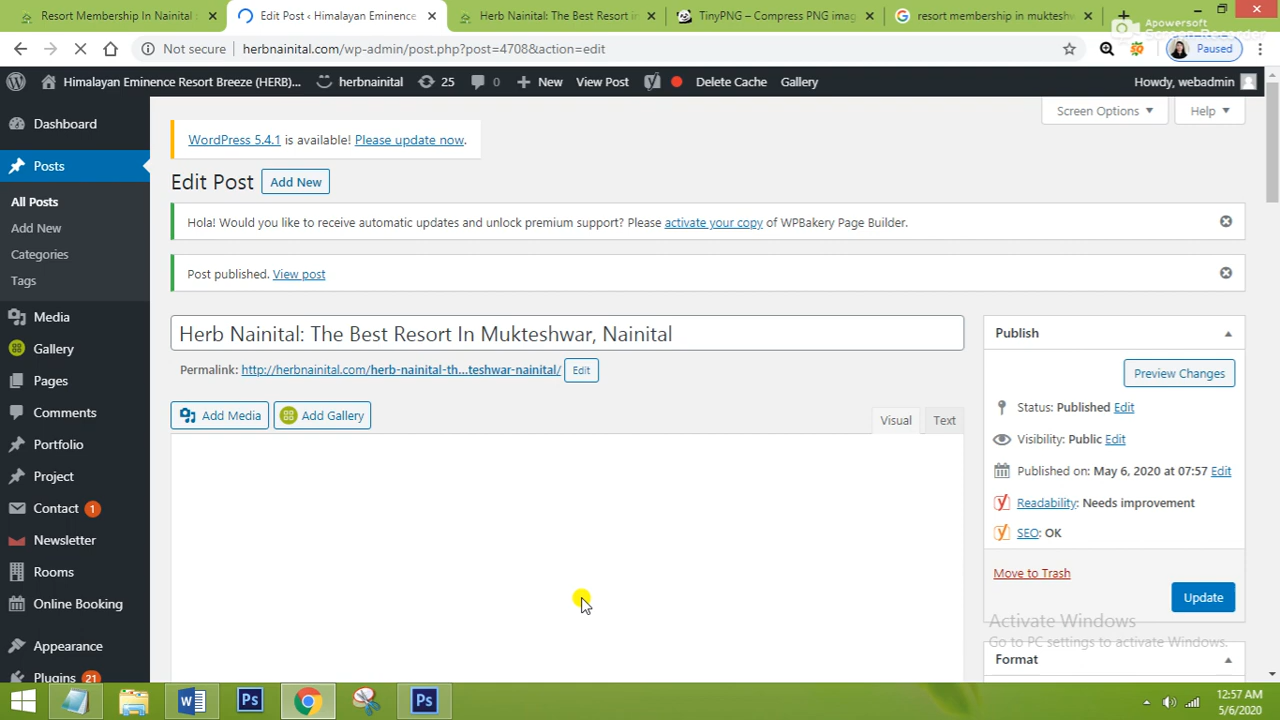 Resort Membership In Nainital
Edit Post ‹ Himalayan Eminence
Herb Nainital: The Best Resort in
TinyPNG – Compress PNG imag
resort membership in mukteshw
Apowersoft
Screen Recorder
Not secure
herbnainital.com/wp-admin/post.php?post=4708&action=edit
Paused
Himalayan Eminence Resort Breeze (HERB)...
herbnainital
25
0
New
View Post
Delete Cache
Gallery
Howdy, webadmin
Dashboard
Posts
All Posts
Add New
Categories
Tags
Media
Gallery
Pages
Comments
Portfolio
Project
Contact 1
Newsletter
Rooms
Online Booking
Appearance
Plugins 21
Screen Options
Help
WordPress 5.4.1 is available! Please update now.
Edit Post
Add New
Hola! Would you like to receive automatic updates and unlock premium support? Please activate your copy of WPBakery Page Builder.
Post published. View post
Herb Nainital: The Best Resort In Mukteshwar, Nainital
Permalink: http://herbnainital.com/herb-nainital-th...teshwar-nainital/ Edit
Add Media
Add Gallery
Visual
Text
Publish
Preview Changes
Status: Published Edit
Visibility: Public Edit
Published on: May 6, 2020 at 07:57 Edit
Readability: Needs improvement
SEO: OK
Move to Trash
Update
Activate Windows
Go to PC settings to activate Windows.
Format
12:57 AM
5/6/2020